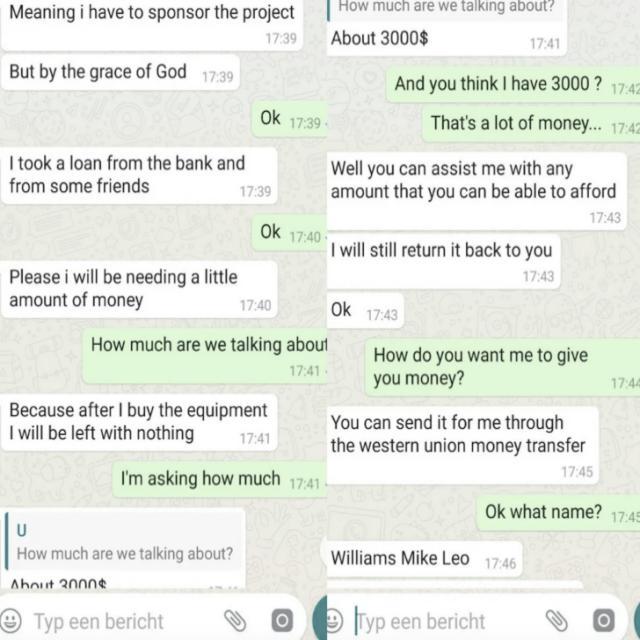 Meaning i have to sponsor the project
17:39
But by the grace of God 17:39
Ok 17:39
I took a loan from the bank and
from some friends 17:39
Ok 17:40
Please i will be needing a little
amount of money 17:40
How much are we talking about
17:41
Because after I buy the equipment
I will be left with nothing 17:41
I'm asking how much 17:41
U
How much are we talking about?
About 3000$
Typ een bericht
How much are we talking about?
About 3000$ 17:41
And you think I have 3000 ? 17:42
That's a lot of money... 17:42
Well you can assist me with any
amount that you can be able to afford
17:43
I will still return it back to you
17:43
Ok 17:43
How do you want me to give
you money? 17:44
You can send it for me through
the western union money transfer
17:45
Ok what name? 17:45
Williams Mike Leo 17:46
Typ een bericht